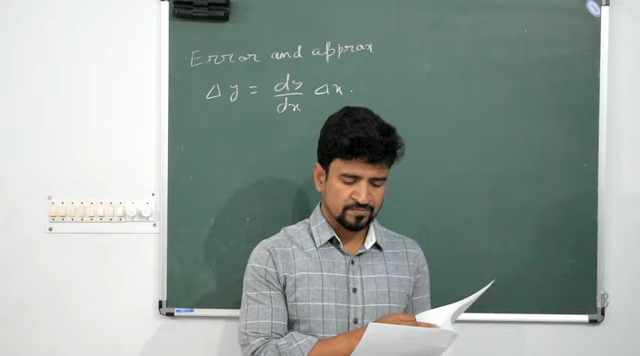 Error and approx
Δy = dy/dx Δx.